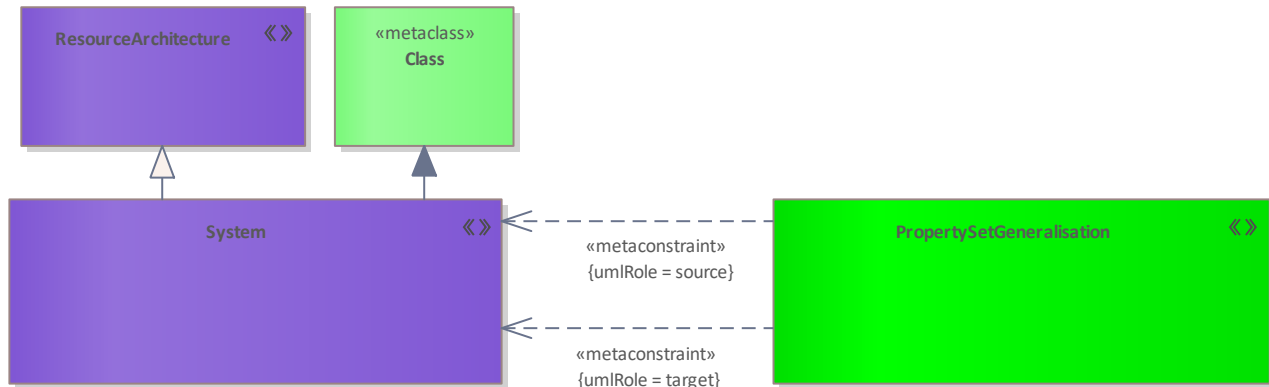 ResourceArchitecture «»
«metaclass»
Class
System «»
PropertySetGeneralisation «»
«metaconstraint»
{umlRole = source}
«metaconstraint»
{umlRole = target}